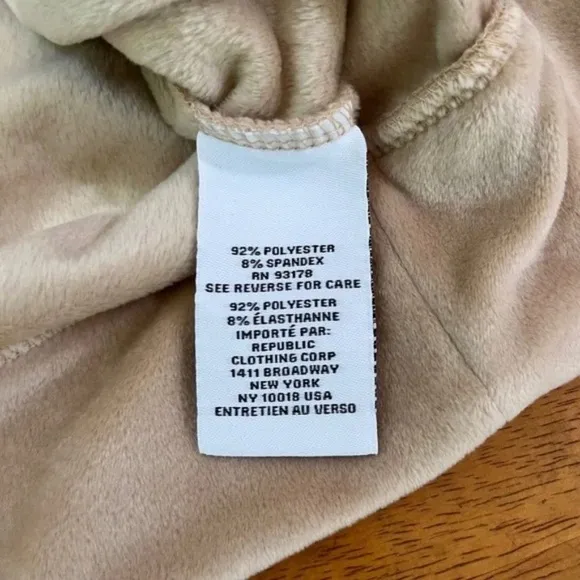 92% POLYESTER
8% SPANDEX
RN 93178
SEE REVERSE FOR CARE
92% POLYESTER
8% ÉLASTHANNE
IMPORTÉ PAR:
REPUBLIC
CLOTHING CORP
1411 BROADWAY
NEW YORK
NY 10018 USA
ENTRETIEN AU VERSO